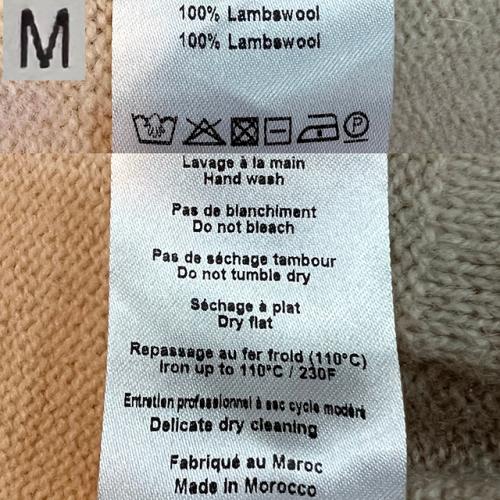 M
100% Lambswool
100% Lambswool
P
Lavage à la main
Hand wash
Pas de blanchiment
Do not bleach
Pas de séchage tambour
Do not tumble dry
Séchage à plat
Dry flat
Repassage au fer froid (110°C)
Iron up to 110°C / 230F
Entretien professionnel à sec cycle modéré
Delicate dry cleaning
Fabriqué au Maroc
Made in Morocco